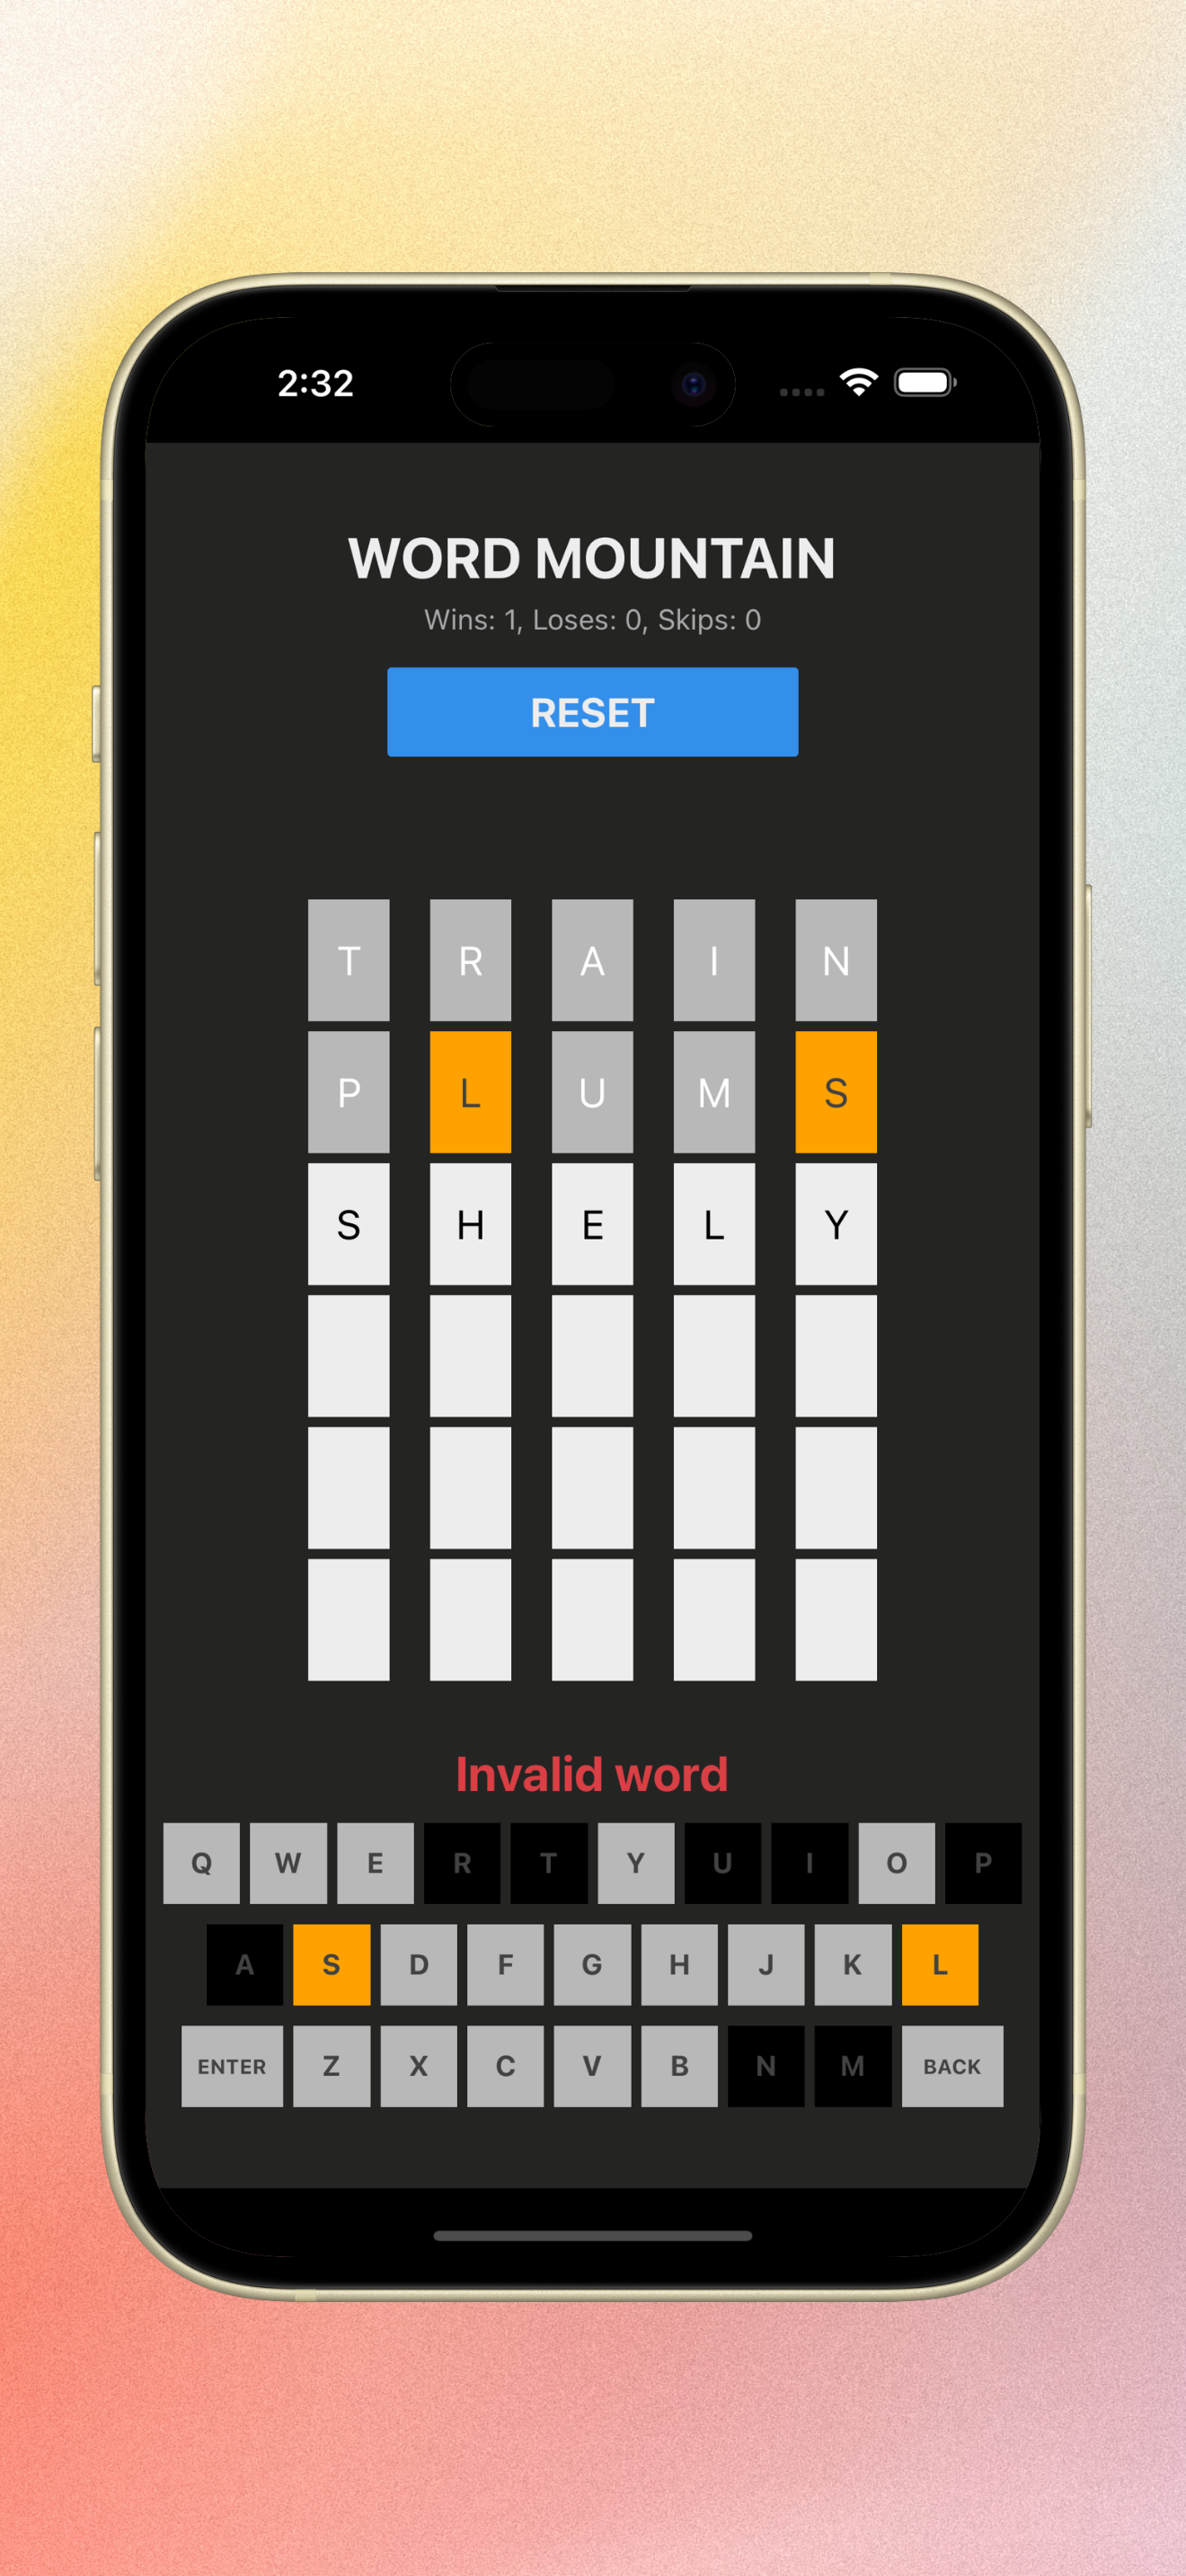 2:32
WORD MOUNTAIN
Wins: 1, Loses: 0, Skips: 0
RESET
T R A I N
P L U M S
S H E L Y
Invalid word
Q W E R T Y U I O P
A S D F G H J K L
ENTER Z X C V B N M BACK